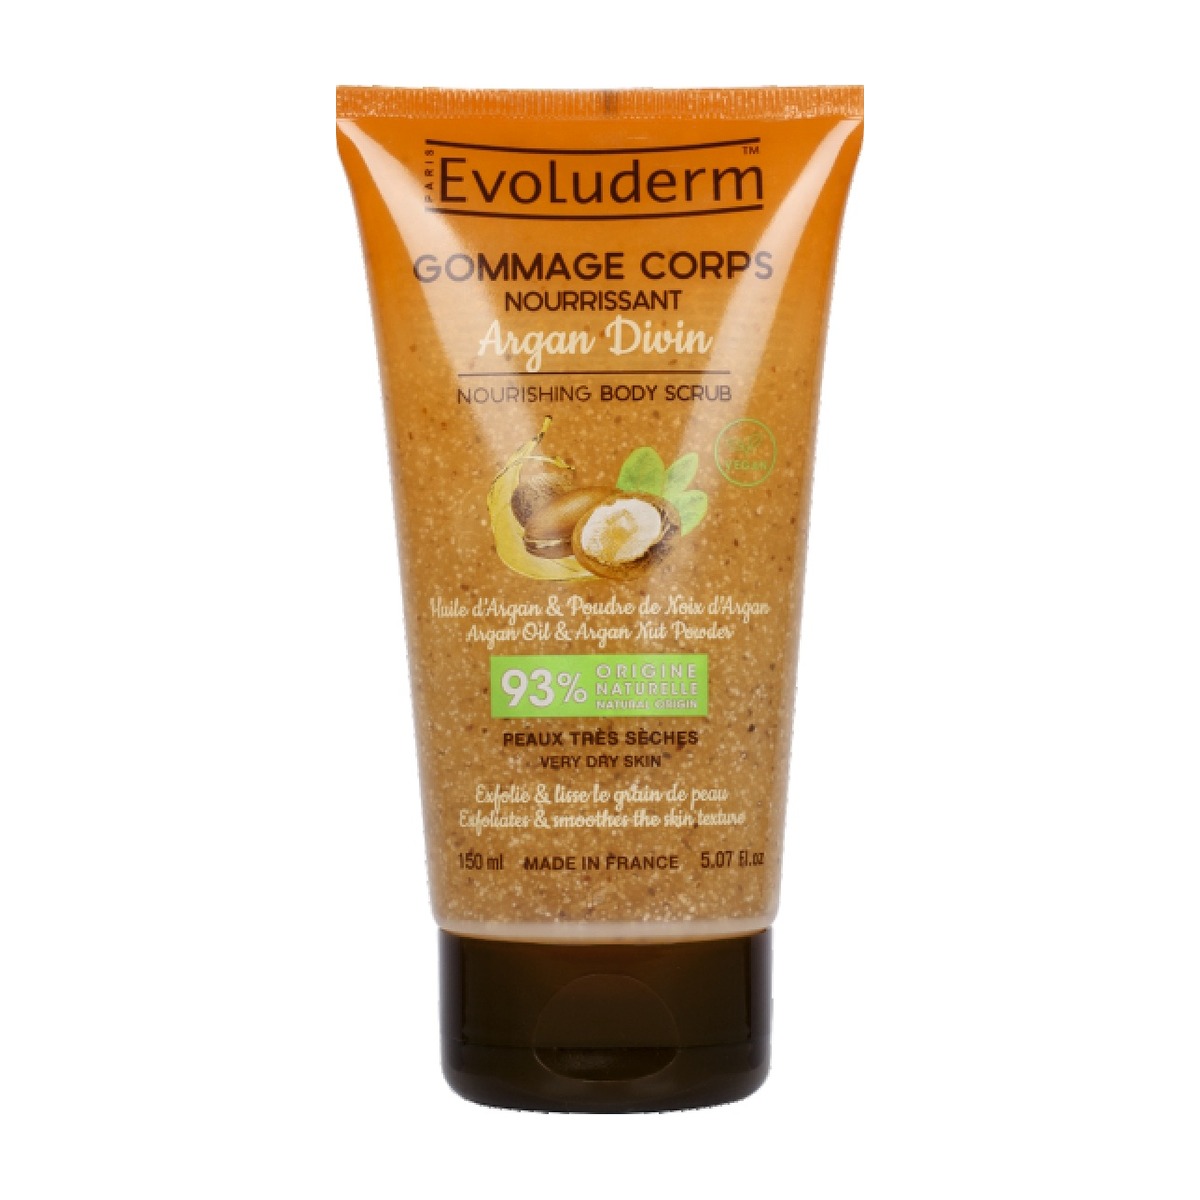 PARIS
Evoluderm™
GOMMAGE CORPS
NOURRISSANT
Argan Divin
NOURISHING BODY SCRUB
VEGAN
Huile d'Argan & Poudre de Noix d'Argan
Argan Oil & Argan Nut Powder
93% ORIGINE
NATURELLE
NATURAL ORIGIN
PEAUX TRÈS SÈCHES
VERY DRY SKIN
Exfolie & lisse le grain de peau
Exfoliates & smoothes the skin texture
150 ml MADE IN FRANCE 5.07 Fl.oz